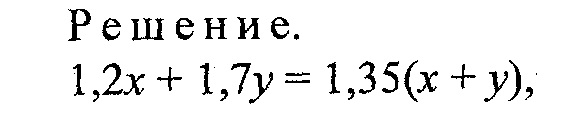 Решение.
1,2x + 1,7y = 1,35(x + y),